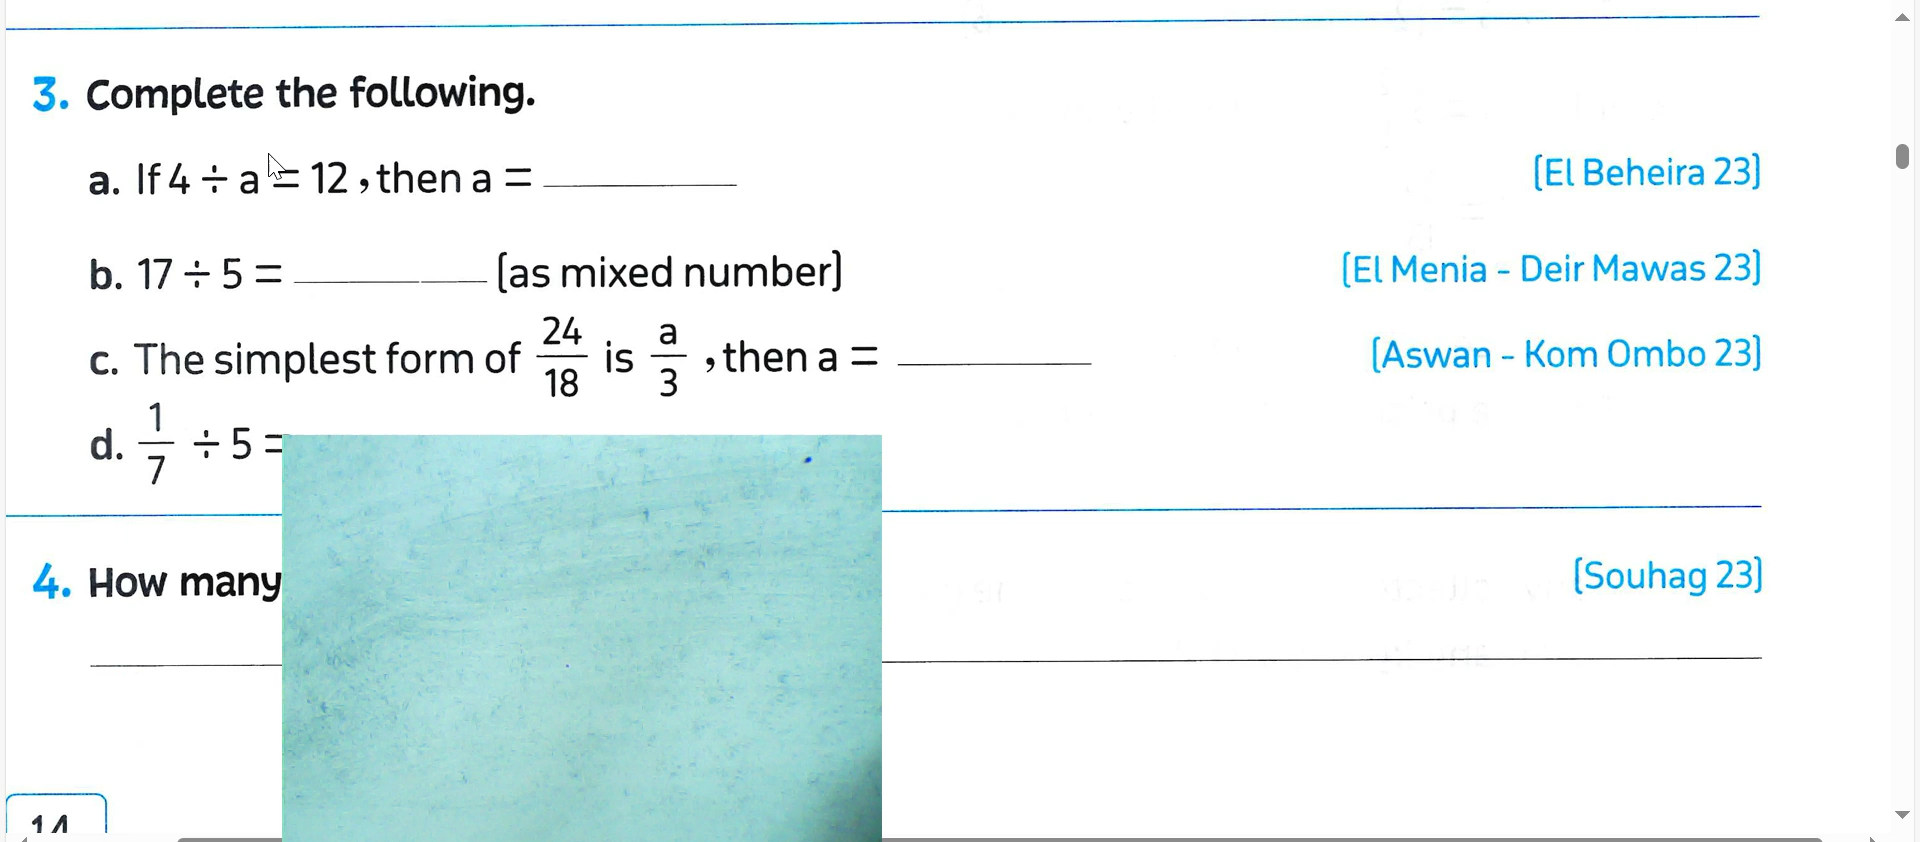 3. Complete the following.
a. If 4 ÷ a = 12 , then a = ________ [El Beheira 23]
b. 17 ÷ 5 = ________ [as mixed number] [El Menia - Deir Mawas 23]
c. The simplest form of 24/18 is a/3 , then a = ________ [Aswan - Kom Ombo 23]
d. 1/7 ÷ 5 =
4. How many [Souhag 23]
14